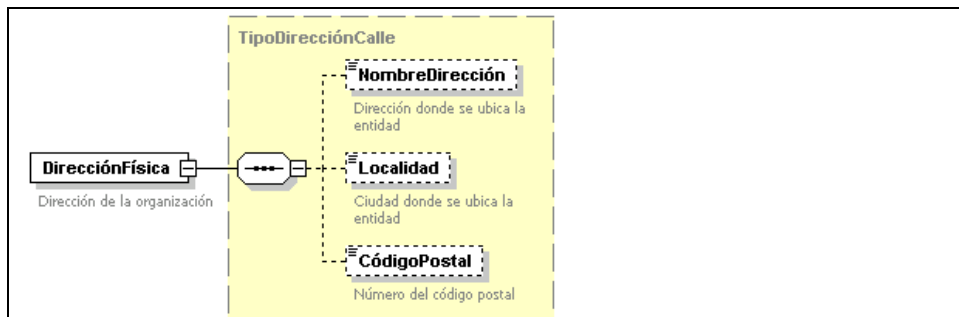 TipoDirecciónCalle
NombreDirección
Dirección donde se ubica la
entidad
DirecciónFísica
Dirección de la organización
Localidad
Ciudad donde se ubica la
entidad
CódigoPostal
Número del código postal